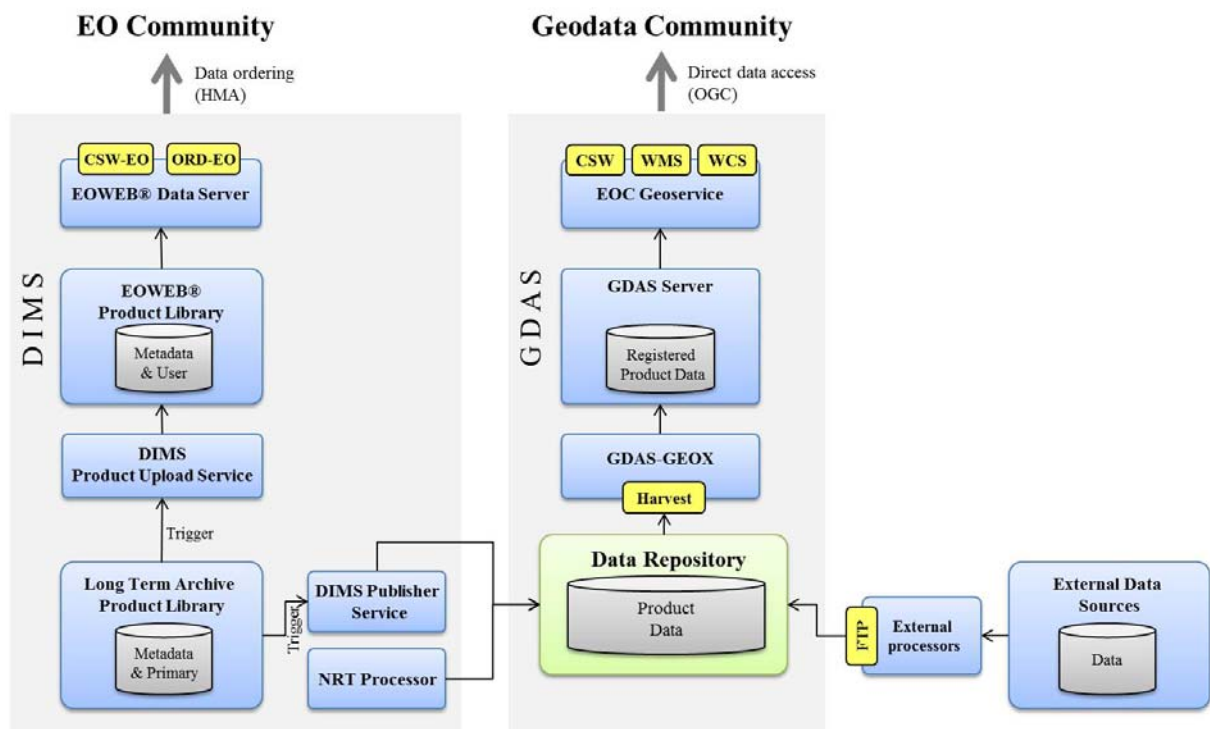 EO Community
Geodata Community
Data ordering
(HMA)
Direct data access
(OGC)
DIMS
CSW-EO
ORD-EO
EOWEB® Data Server
EOWEB®
Product Library
Metadata
& User
DIMS
Product Upload Service
Trigger
Long Term Archive
Product Library
Metadata
& Primary
Trigger
DIMS Publisher
Service
NRT Processor
GDAS
CSW
WMS
WCS
EOC Geoservice
GDAS Server
Registered
Product Data
GDAS-GEOX
Harvest
Data Repository
Product
Data
FTP
External
processors
External Data
Sources
Data